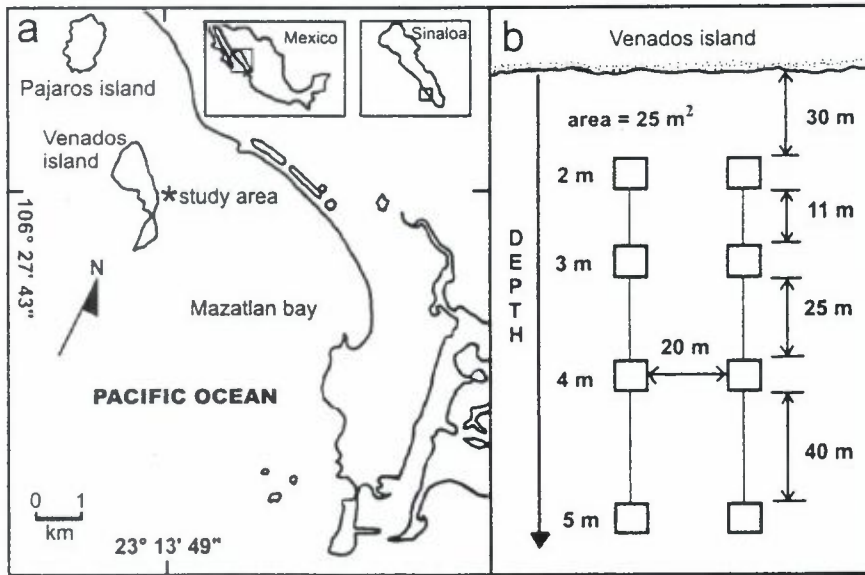 a
Mexico
Sinaloa
Pajaros island
Venados
island
*study area
106° 27' 43"
N
Mazatlan bay
PACIFIC OCEAN
0 1
km
23° 13' 49"
b
Venados island
area = 25 m²
30 m
2 m
11 m
DEPTH
3 m
25 m
20 m
4 m
40 m
5 m